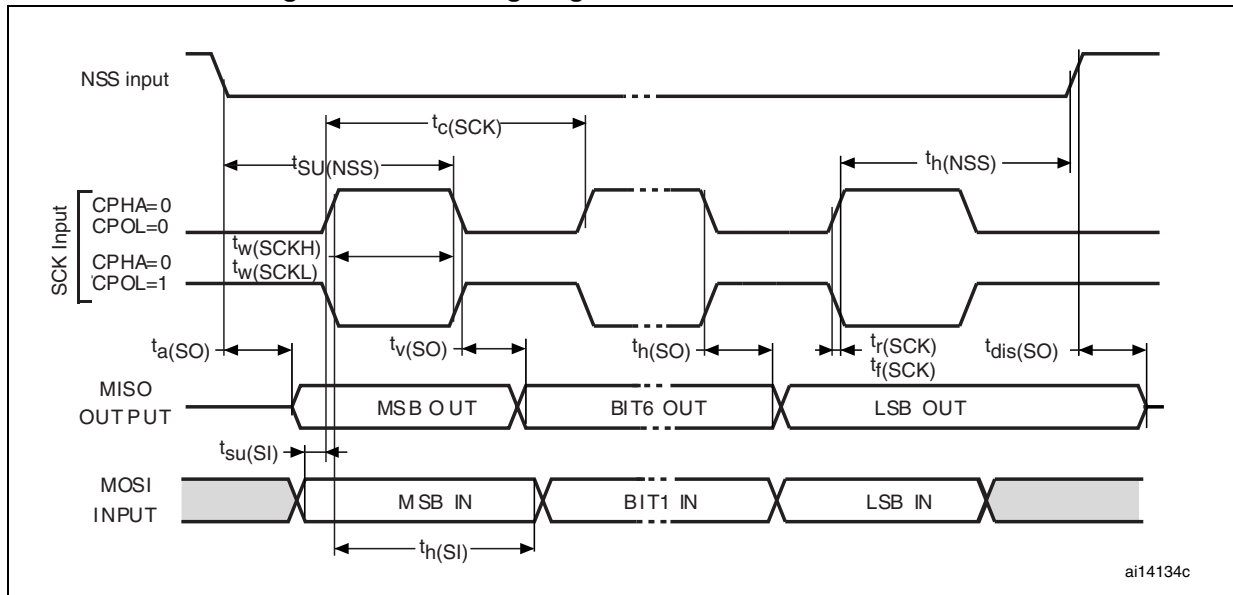 NSS input
tc(SCK)
tSU(NSS)
th(NSS)
SCK Input
CPHA=0
CPOL=0
tw(SCKH)
tw(SCKL)
CPHA=0
CPOL=1
ta(SO)
tv(SO)
th(SO)
tr(SCK)
tf(SCK)
tdis(SO)
MISO
OUTPUT
MSB OUT
BIT6 OUT
LSB OUT
tsu(SI)
MOSI
INPUT
MSB IN
BIT1 IN
LSB IN
th(SI)
ai14134c